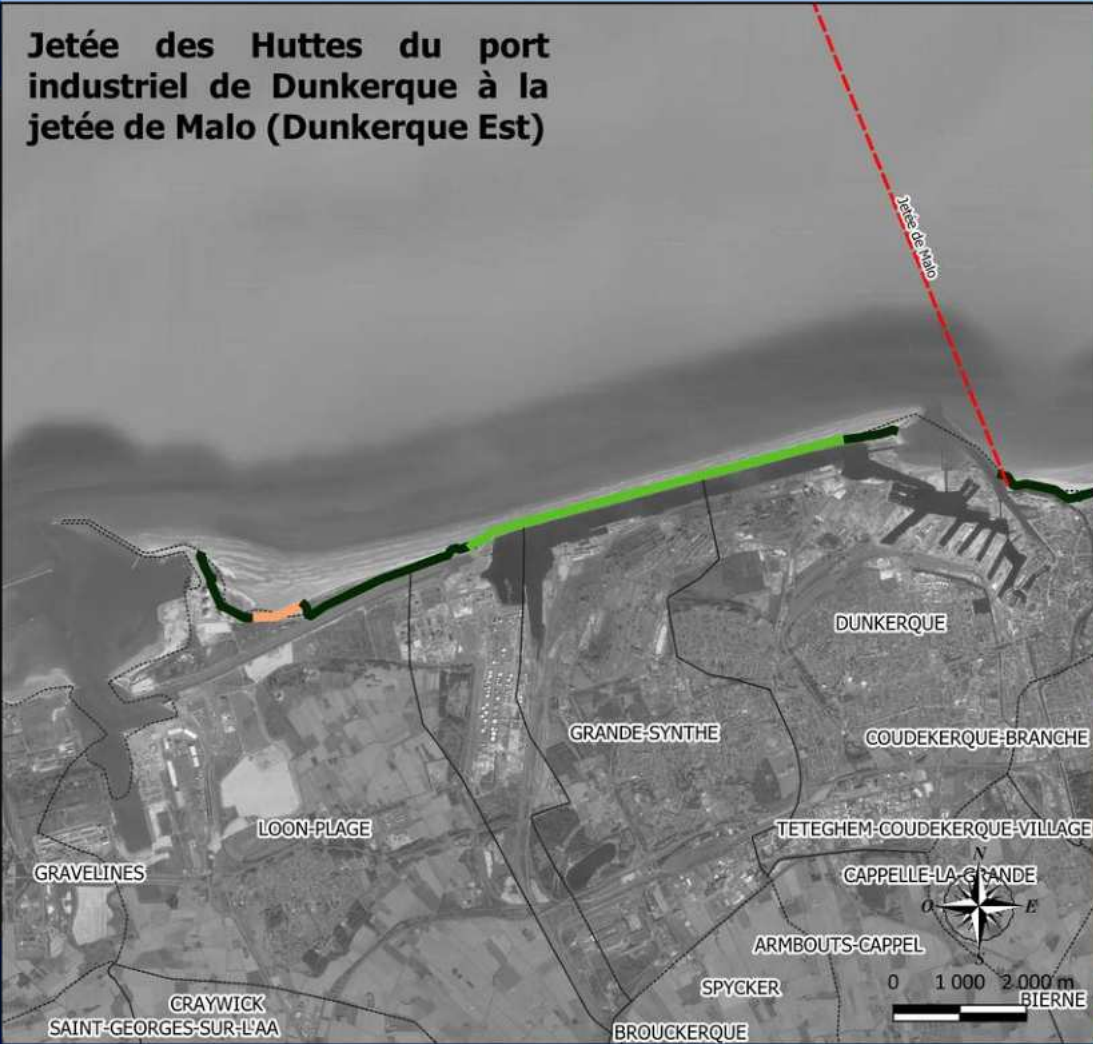 Jetée des Huttes du port
industriel de Dunkerque à la
jetée de Malo (Dunkerque Est)
Jetée de Malo
DUNKERQUE
GRANDE-SYNTHE
COUDEKERQUE-BRANCHE
LOON-PLAGE
TETEGHEM-COUDEKERQUE-VILLAGE
GRAVELINES
CAPPELLE-LA-GRANDE
N
O
E
S
ARMBOUTS-CAPPEL
SPYCKER
0 1 000 2 000 m
CRAYWICK
BIERNE
SAINT-GEORGES-SUR-L'AA
BROUCKERQUE